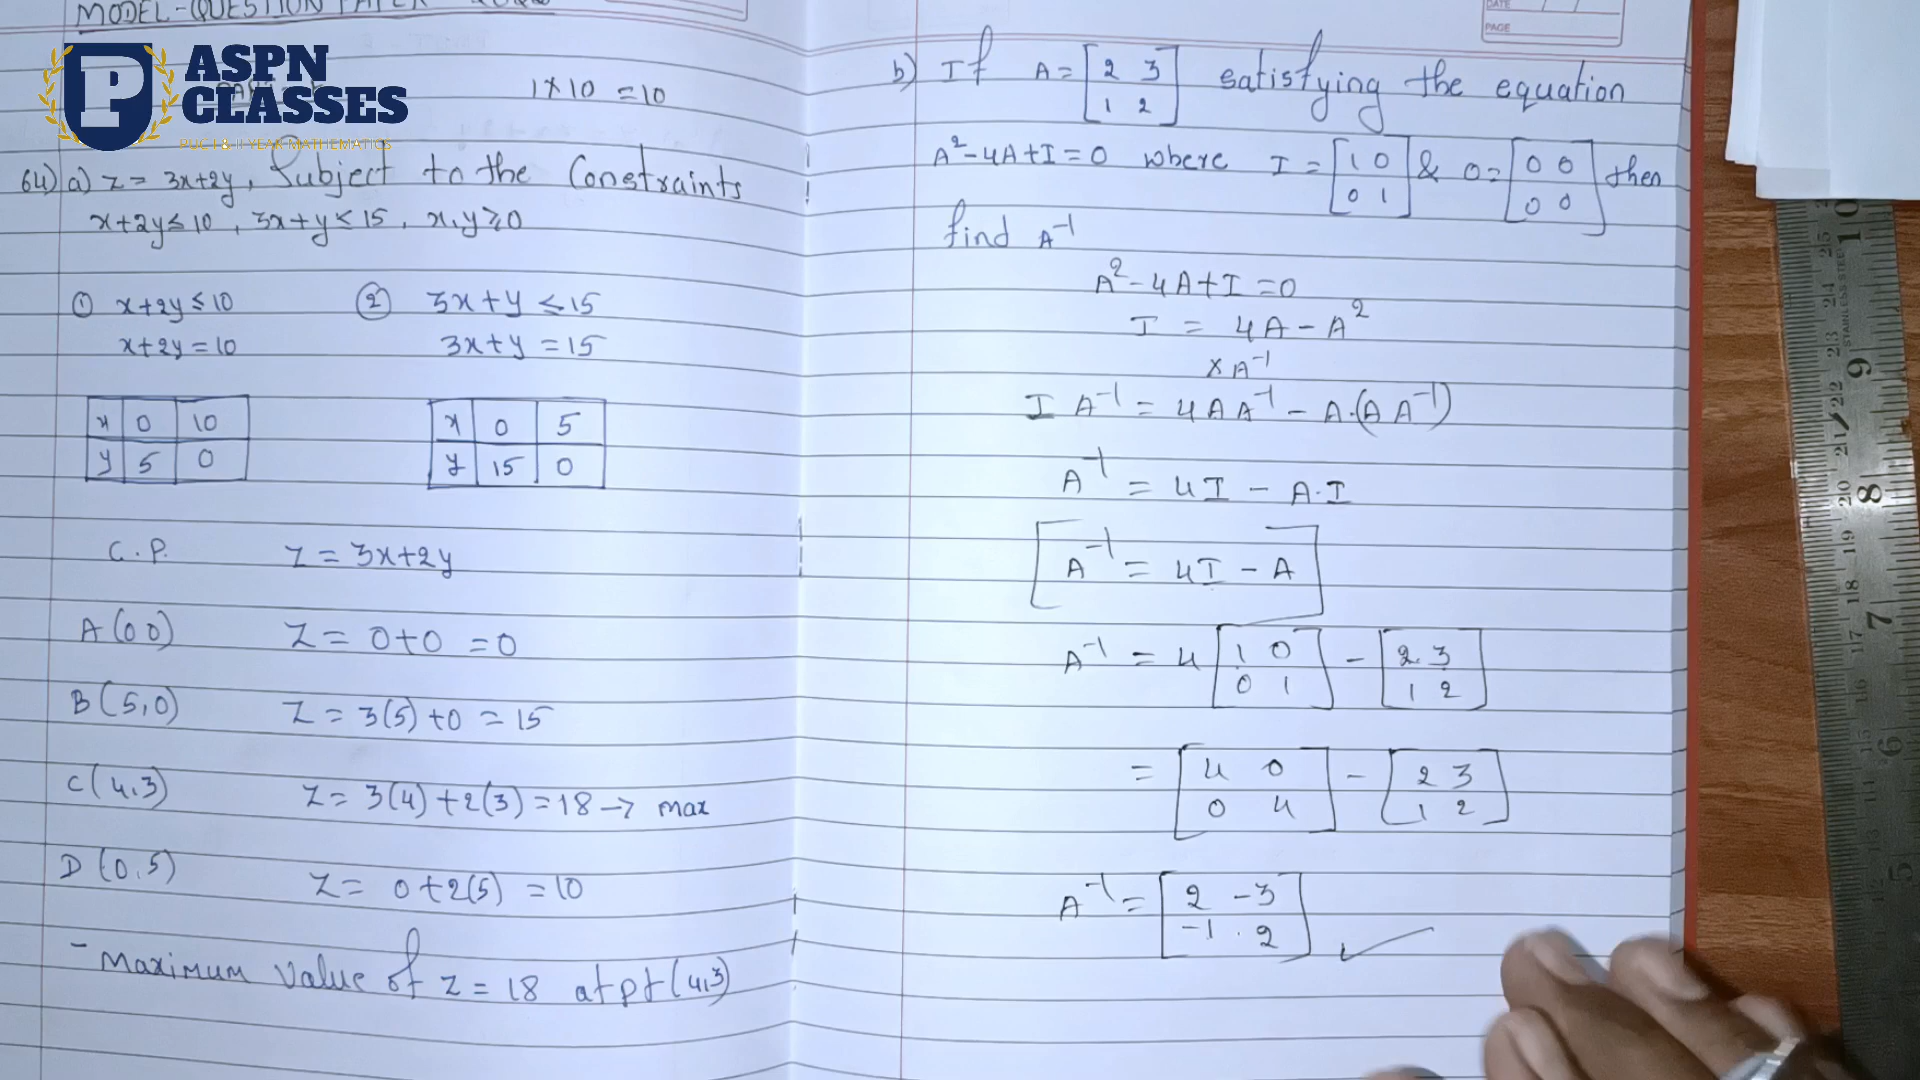 MODEL-QUESTION PAPER
ASPN
CLASSES
PUC I & II YEAR MATHEMATICS
1×10 =10
64) a) z = 3x+2y, Subject to the Constraints
x+2y≤10, 3x+y≤15, x,y≥0
① x+2y≤10 ② 3x+y ≤15
x+2y=10 3x+y=15
x 0 10
y 5 0
x 0 5
y 15 0
C.P. Z = 3x+2y
A(0 0) Z = 0+0 =0
B(5,0) Z = 3(5)+0 =15
C(4,3) Z= 3(4)+2(3)=18→ max
D(0,5) Z= 0+2(5) =10
- Maximum Value of Z = 18 at pt (4,3)
DATE
PAGE
b) If A= [2 3
1 2] satisfying the equation
A²-4A+I=0 where I = [1 0
0 1] & O= [0 0
0 0] then
find A⁻¹
A²-4A+I=0
I = 4A-A²
×A⁻¹
I A⁻¹ = 4AA⁻¹ - A.(A A⁻¹)
A⁻¹ = 4I - A.I
A⁻¹ = 4I - A
A⁻¹ = 4 [1 0
0 1] - [2 3
1 2]
= [4 0
0 4] - [2 3
1 2]
A⁻¹= [2 -3
-1 2]